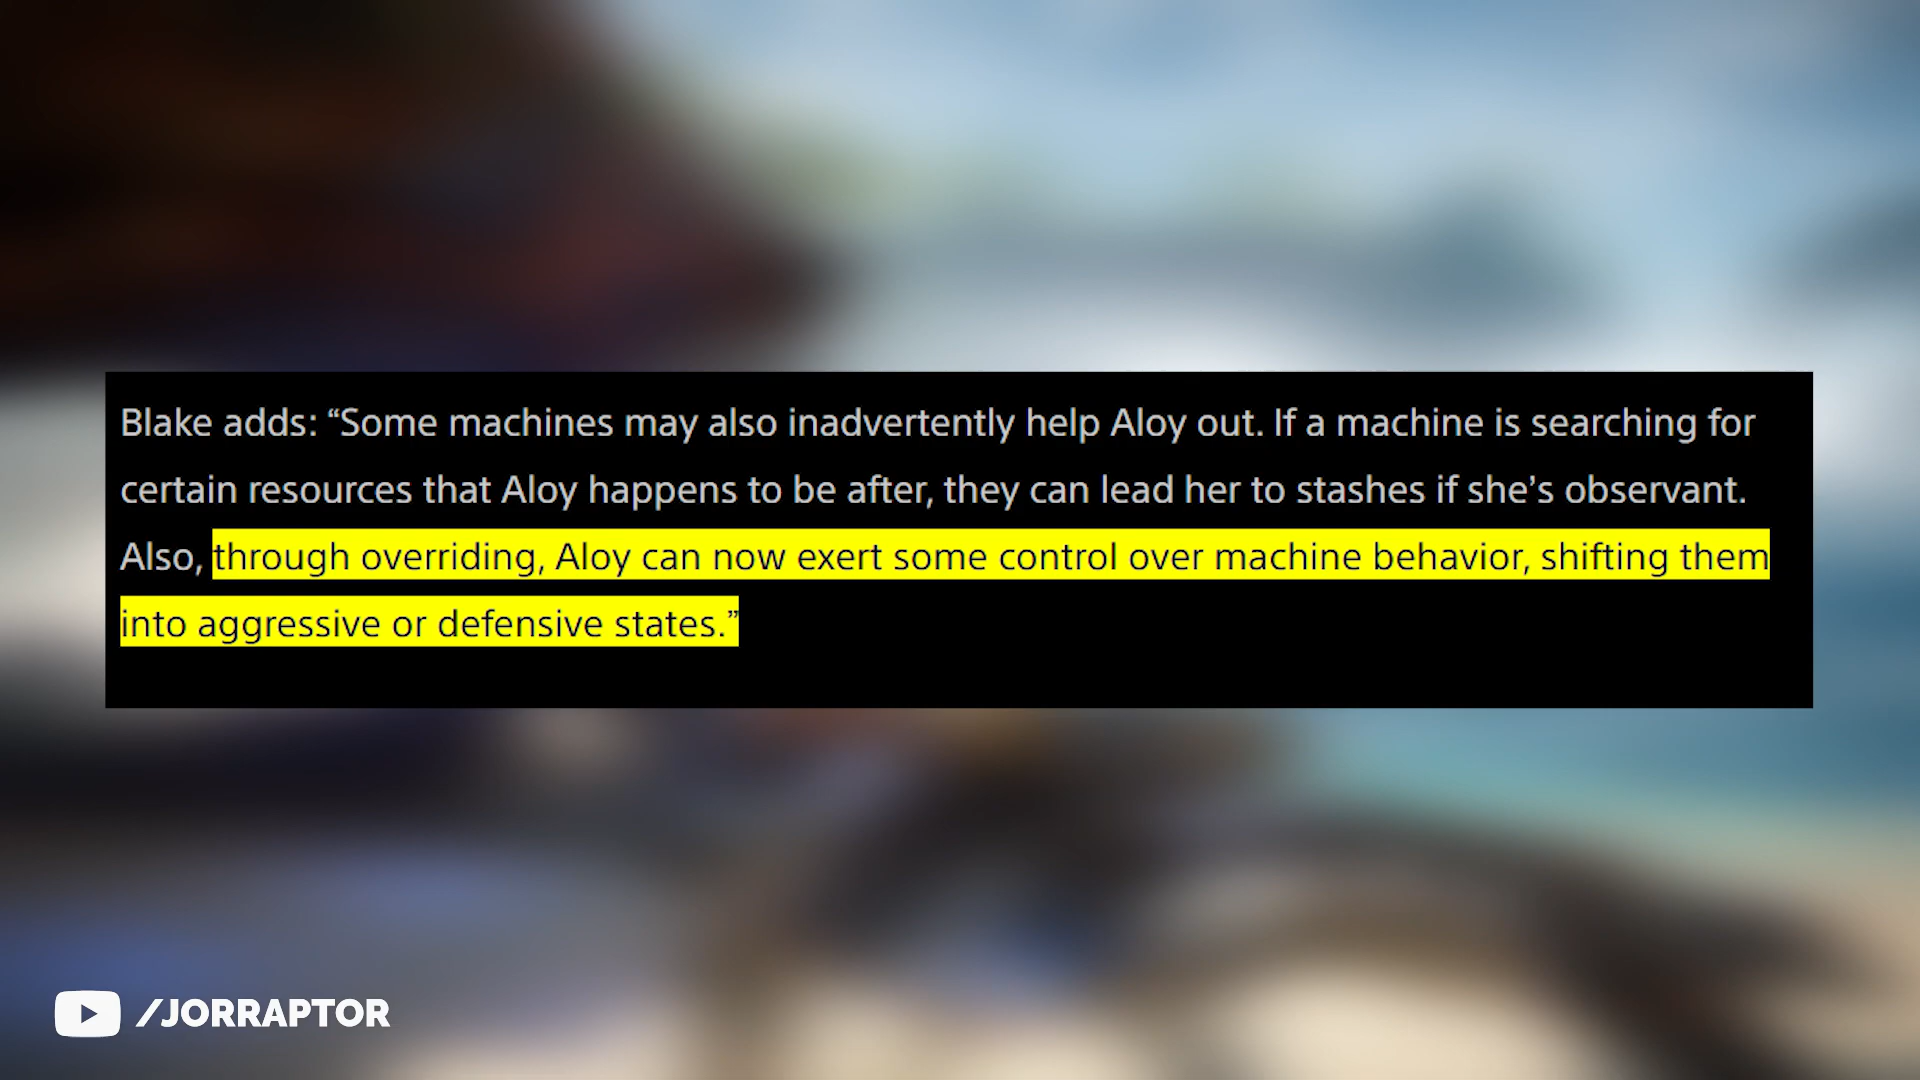 Blake adds: “Some machines may also inadvertently help Aloy out. If a machine is searching for
certain resources that Aloy happens to be after, they can lead her to stashes if she’s observant.
Also, through overriding, Aloy can now exert some control over machine behavior, shifting them
into aggressive or defensive states.”
/JORRAPTOR